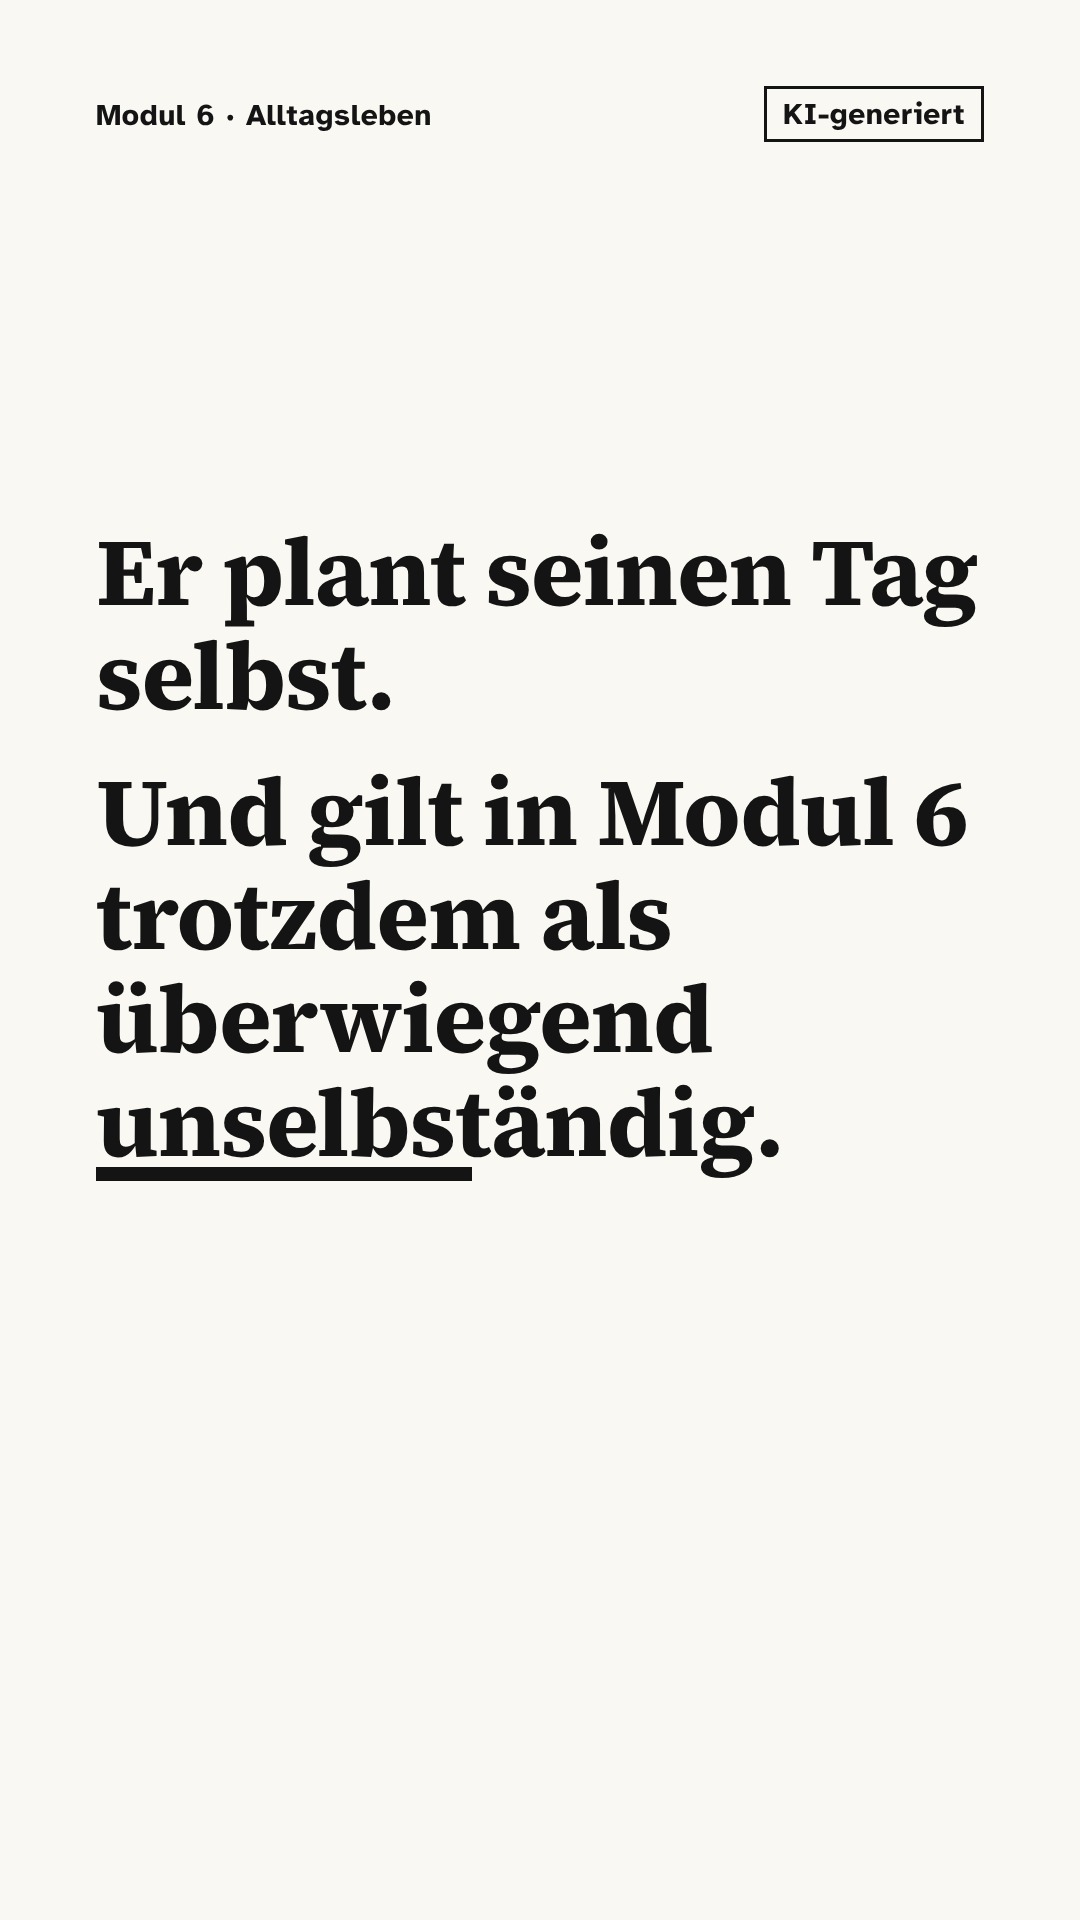 Modul 6 · Alltagsleben
KI-generiert
Er plant seinen Tag
selbst.
Und gilt in Modul 6
trotzdem als
überwiegend
unselbständig.